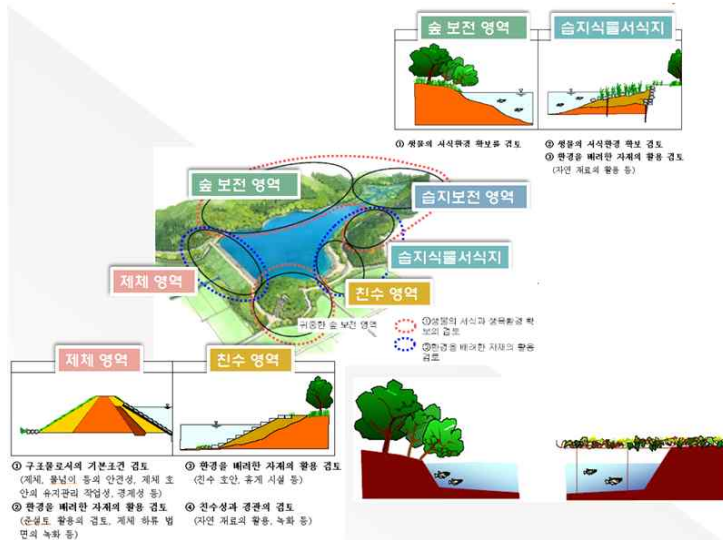 숲 보전 영역
습지식물서식지
① 생물의 서식환경 확보를 검토
② 생물의 서식환경 확보 검토
③ 환경을 배려한 자재의 활용 검토
(자연 재료의 활용 등)
숲 보전 영역
습지보전 영역
습지식물서식지
제체 영역
친수 영역
귀중한 숲 보전 영역
①생물의 서식과 생육환경 확
보의 검토
②환경을 배려한 자재의 활용
검토
제체 영역
친수 영역
① 구조물로서의 기본조건 검토
(제체, 물넘이 등의 안전성, 제체 호
안의 유지관리 작업성, 경제성 등)
② 환경을 배려한 자재의 활용 검토
(준설토 활용의 검토, 제체 하류 법
면의 녹화 등)
③ 환경을 배려한 자재의 활용 검토
(친수 호안, 휴게 시설 등)
④ 친수성과 경관의 검토
(자연 재료의 활용, 녹화 등)